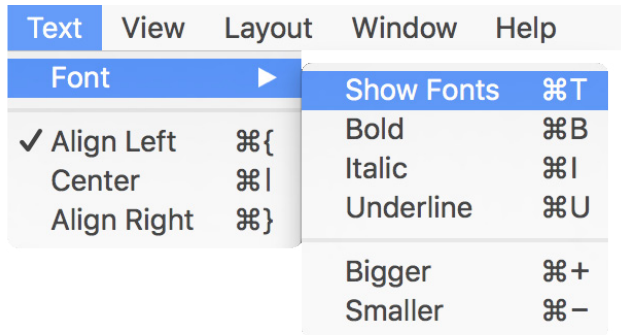 Text View Layout Window Help
Font ▶
✓ Align Left ⌘{
Center ⌘|
Align Right ⌘}
Show Fonts ⌘T
Bold ⌘B
Italic ⌘I
Underline ⌘U
Bigger ⌘+
Smaller ⌘−